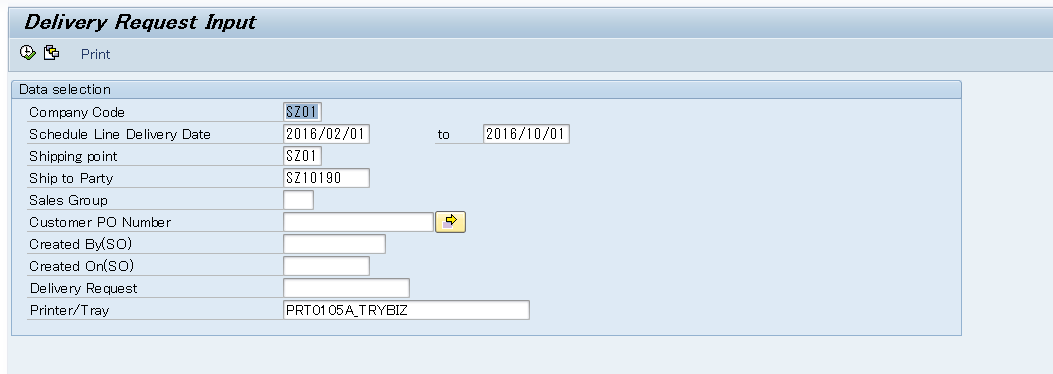 Delivery Request Input
Print
Data selection
Company Code SZ01
Schedule Line Delivery Date 2016/02/01 to 2016/10/01
Shipping point SZ01
Ship to Party SZ10190
Sales Group
Customer PO Number
Created By(SO)
Created On(SO)
Delivery Request
Printer/Tray PRT0105A_TRYBIZ